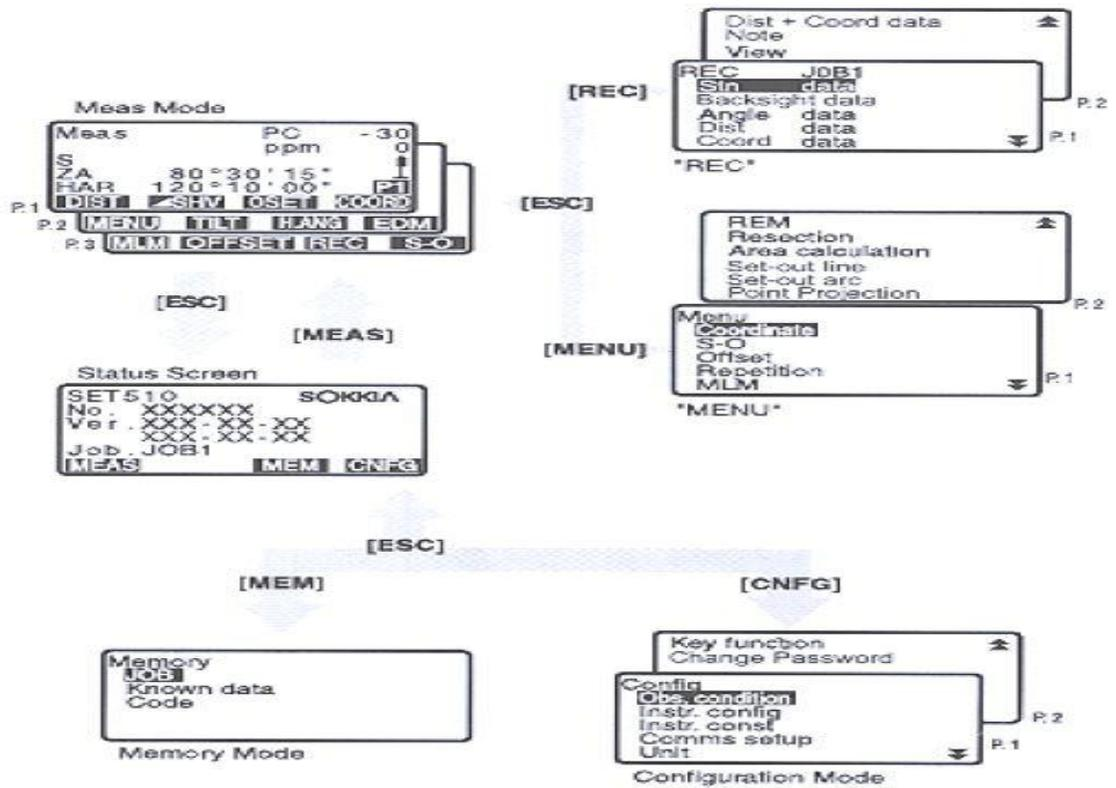 Dist + Coord data
Note
View
P. 2
[REC]
REC JOB1
Stn data
Backsight data
Angle data
Dist data
Coord data
P. 1
"REC"
Meas Mode
Meas PC -30
ppm 0
S
ZA 80°30'15"
HAR 120°10'00" P1
DIST ◢SHV 0SET COORD
P. 1
P. 2 MENU TILT H.ANG EDM
P. 3 MLM OFFSET REC S-O
[ESC]
REM
Resection
Area calculation
Set-out line
Set-out arc
Point Projection
P. 2
[MENU]
Menu
Coordinate
S-O
Offset
Repetition
MLM
P. 1
"MENU"
[ESC]
[MEAS]
Status Screen
SET510 SOKKIA
No. XXXXXX
Ver. XXX-XX-XX
XXX-XX-XX
Job. JOB1
MEAS MEM CNFG
[ESC]
[MEM]
[CNFG]
Memory
JOB
Known data
Code
Memory Mode
Key function
Change Password
P. 2
Config
Obs. condition
Instr. config
Instr. const
Comms setup
Unit
P. 1
Configuration Mode